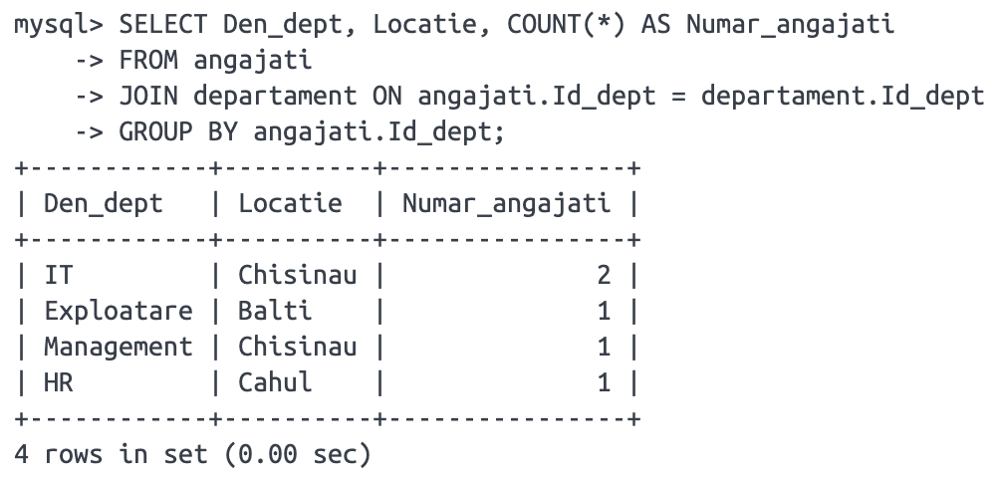 mysql> SELECT Den_dept, Locatie, COUNT(*) AS Numar_angajati
    -> FROM angajati
    -> JOIN departament ON angajati.Id_dept = departament.Id_dept
    -> GROUP BY angajati.Id_dept;
+------------+----------+----------------+
| Den_dept   | Locatie  | Numar_angajati |
+------------+----------+----------------+
| IT         | Chisinau |              2 |
| Exploatare | Balti    |              1 |
| Management | Chisinau |              1 |
| HR         | Cahul    |              1 |
+------------+----------+----------------+
4 rows in set (0.00 sec)